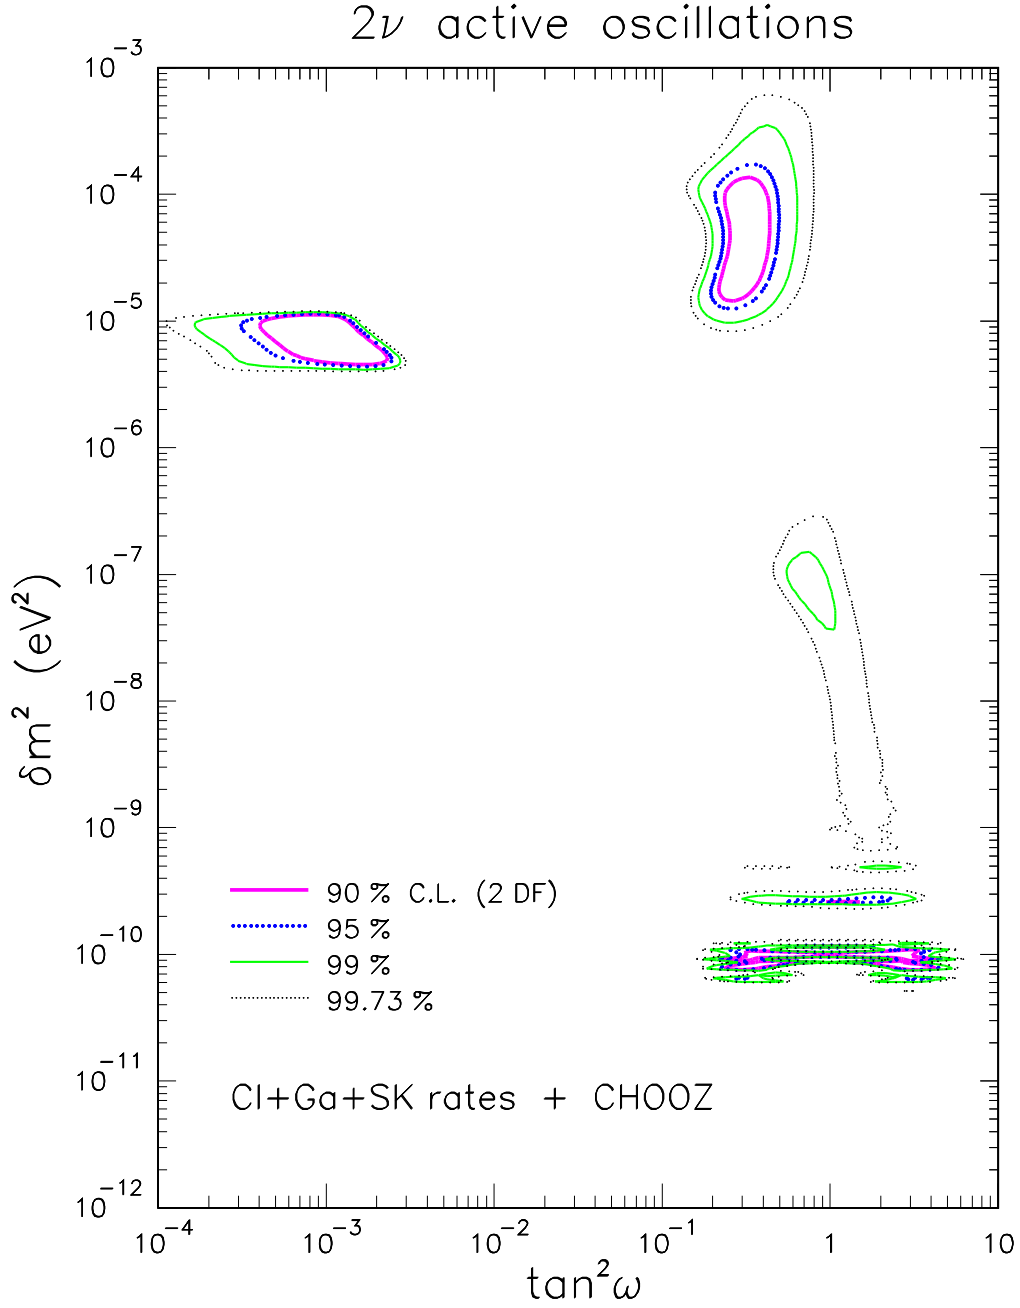 2ν active oscillations
10⁻³
10⁻⁴
10⁻⁵
10⁻⁶
10⁻⁷
10⁻⁸
10⁻⁹
10⁻¹⁰
10⁻¹¹
10⁻¹²
δm² (eV²)
90 % C.L. (2 DF)
95 %
99 %
99.73 %
Cl+Ga+SK rates + CHOOZ
10⁻⁴ 10⁻³ 10⁻² 10⁻¹ 1 10
tan²ω